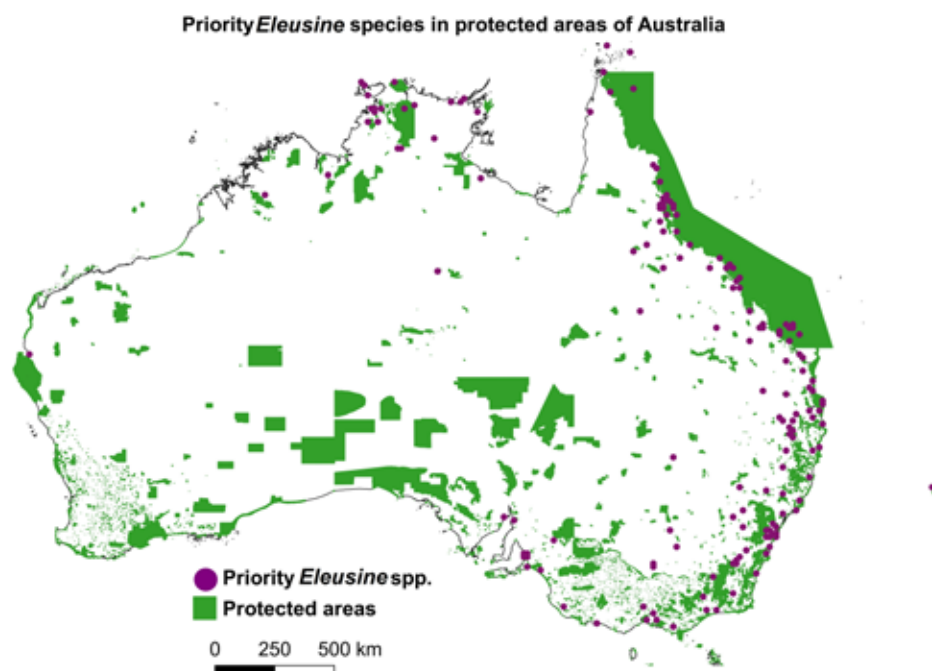 Priority Eleusine species in protected areas of Australia
Priority Eleusine spp.
Protected areas
0 250 500 km